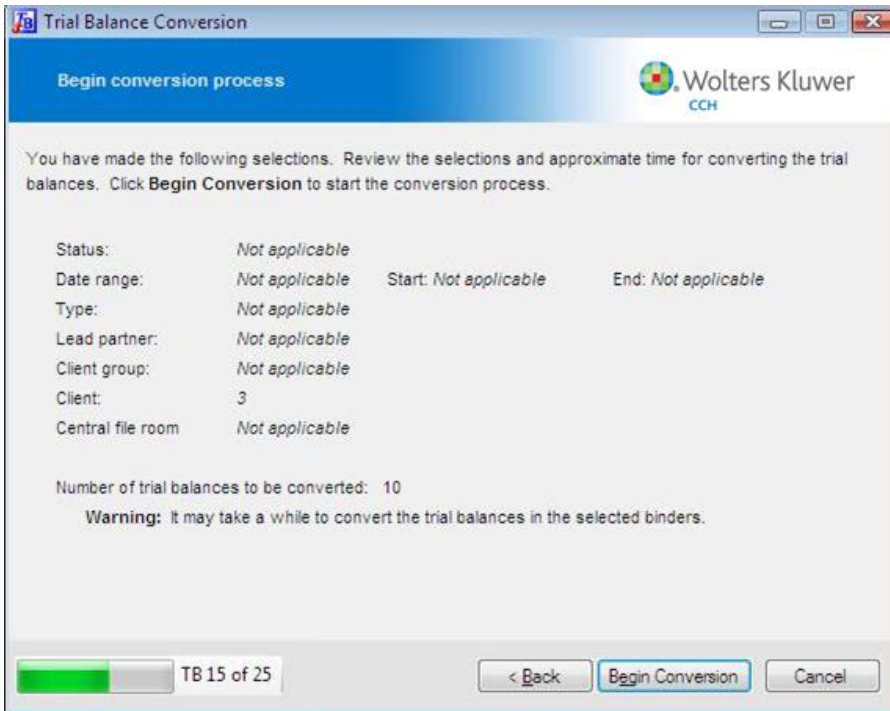 TB Trial Balance Conversion
Begin conversion process
Wolters Kluwer
CCH
You have made the following selections. Review the selections and approximate time for converting the trial
balances. Click Begin Conversion to start the conversion process.
Status: Not applicable
Date range: Not applicable Start: Not applicable End: Not applicable
Type: Not applicable
Lead partner: Not applicable
Client group: Not applicable
Client: 3
Central file room Not applicable
Number of trial balances to be converted: 10
Warning: It may take a while to convert the trial balances in the selected binders.
TB 15 of 25 < Back Begin Conversion Cancel